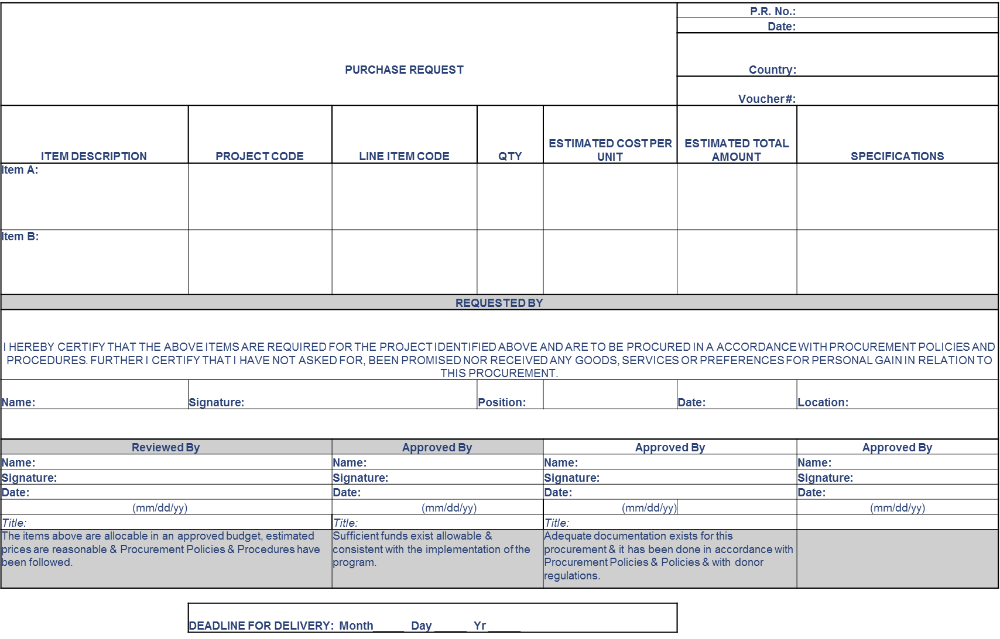 P.R. No.:
Date:
PURCHASE REQUEST
Country:
Voucher#:
ITEM DESCRIPTION
PROJECT CODE
LINE ITEM CODE
QTY
ESTIMATED COST PER
UNIT
ESTIMATED TOTAL
AMOUNT
SPECIFICATIONS
Item A:
Item B:
REQUESTED BY
I HEREBY CERTIFY THAT THE ABOVE ITEMS ARE REQUIRED FOR THE PROJECT IDENTIFIED ABOVE AND ARE TO BE PROCURED IN A ACCORDANCE WITH PROCUREMENT POLICIES AND
PROCEDURES. FURTHER I CERTIFY THAT I HAVE NOT ASKED FOR, BEEN PROMISED NOR RECEIVED ANY GOODS, SERVICES OR PREFERENCES FOR PERSONAL GAIN IN RELATION TO
THIS PROCUREMENT.
Name:
Signature:
Position:
Date:
Location:
Reviewed By
Approved By
Approved By
Approved By
Name:
Name:
Name:
Name:
Signature:
Signature:
Signature:
Signature:
Date:
Date:
Date:
Date:
(mm/dd/yy)
(mm/dd/yy)
(mm/dd/yy)
(mm/dd/yy)
Title:
Title:
Title:
The items above are allocable in an approved budget, estimated
prices are reasonable & Procurement Policies & Procedures have
been followed.
Sufficient funds exist allowable &
consistent with the implementation of the
program.
Adequate documentation exists for this
procurement & it has been done in accordance with
Procurement Policies & Policies & with donor
regulations.
DEADLINE FOR DELIVERY: Month_____ Day _____ Yr _____